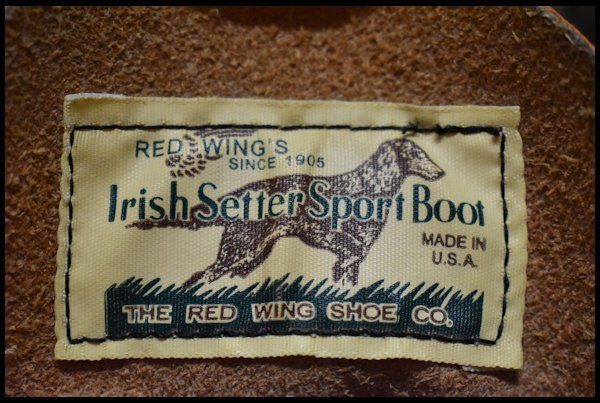 RED WING'S
SINCE 1905
Irish Setter Sport Boot
MADE IN
U.S.A.
THE RED WING SHOE CO.